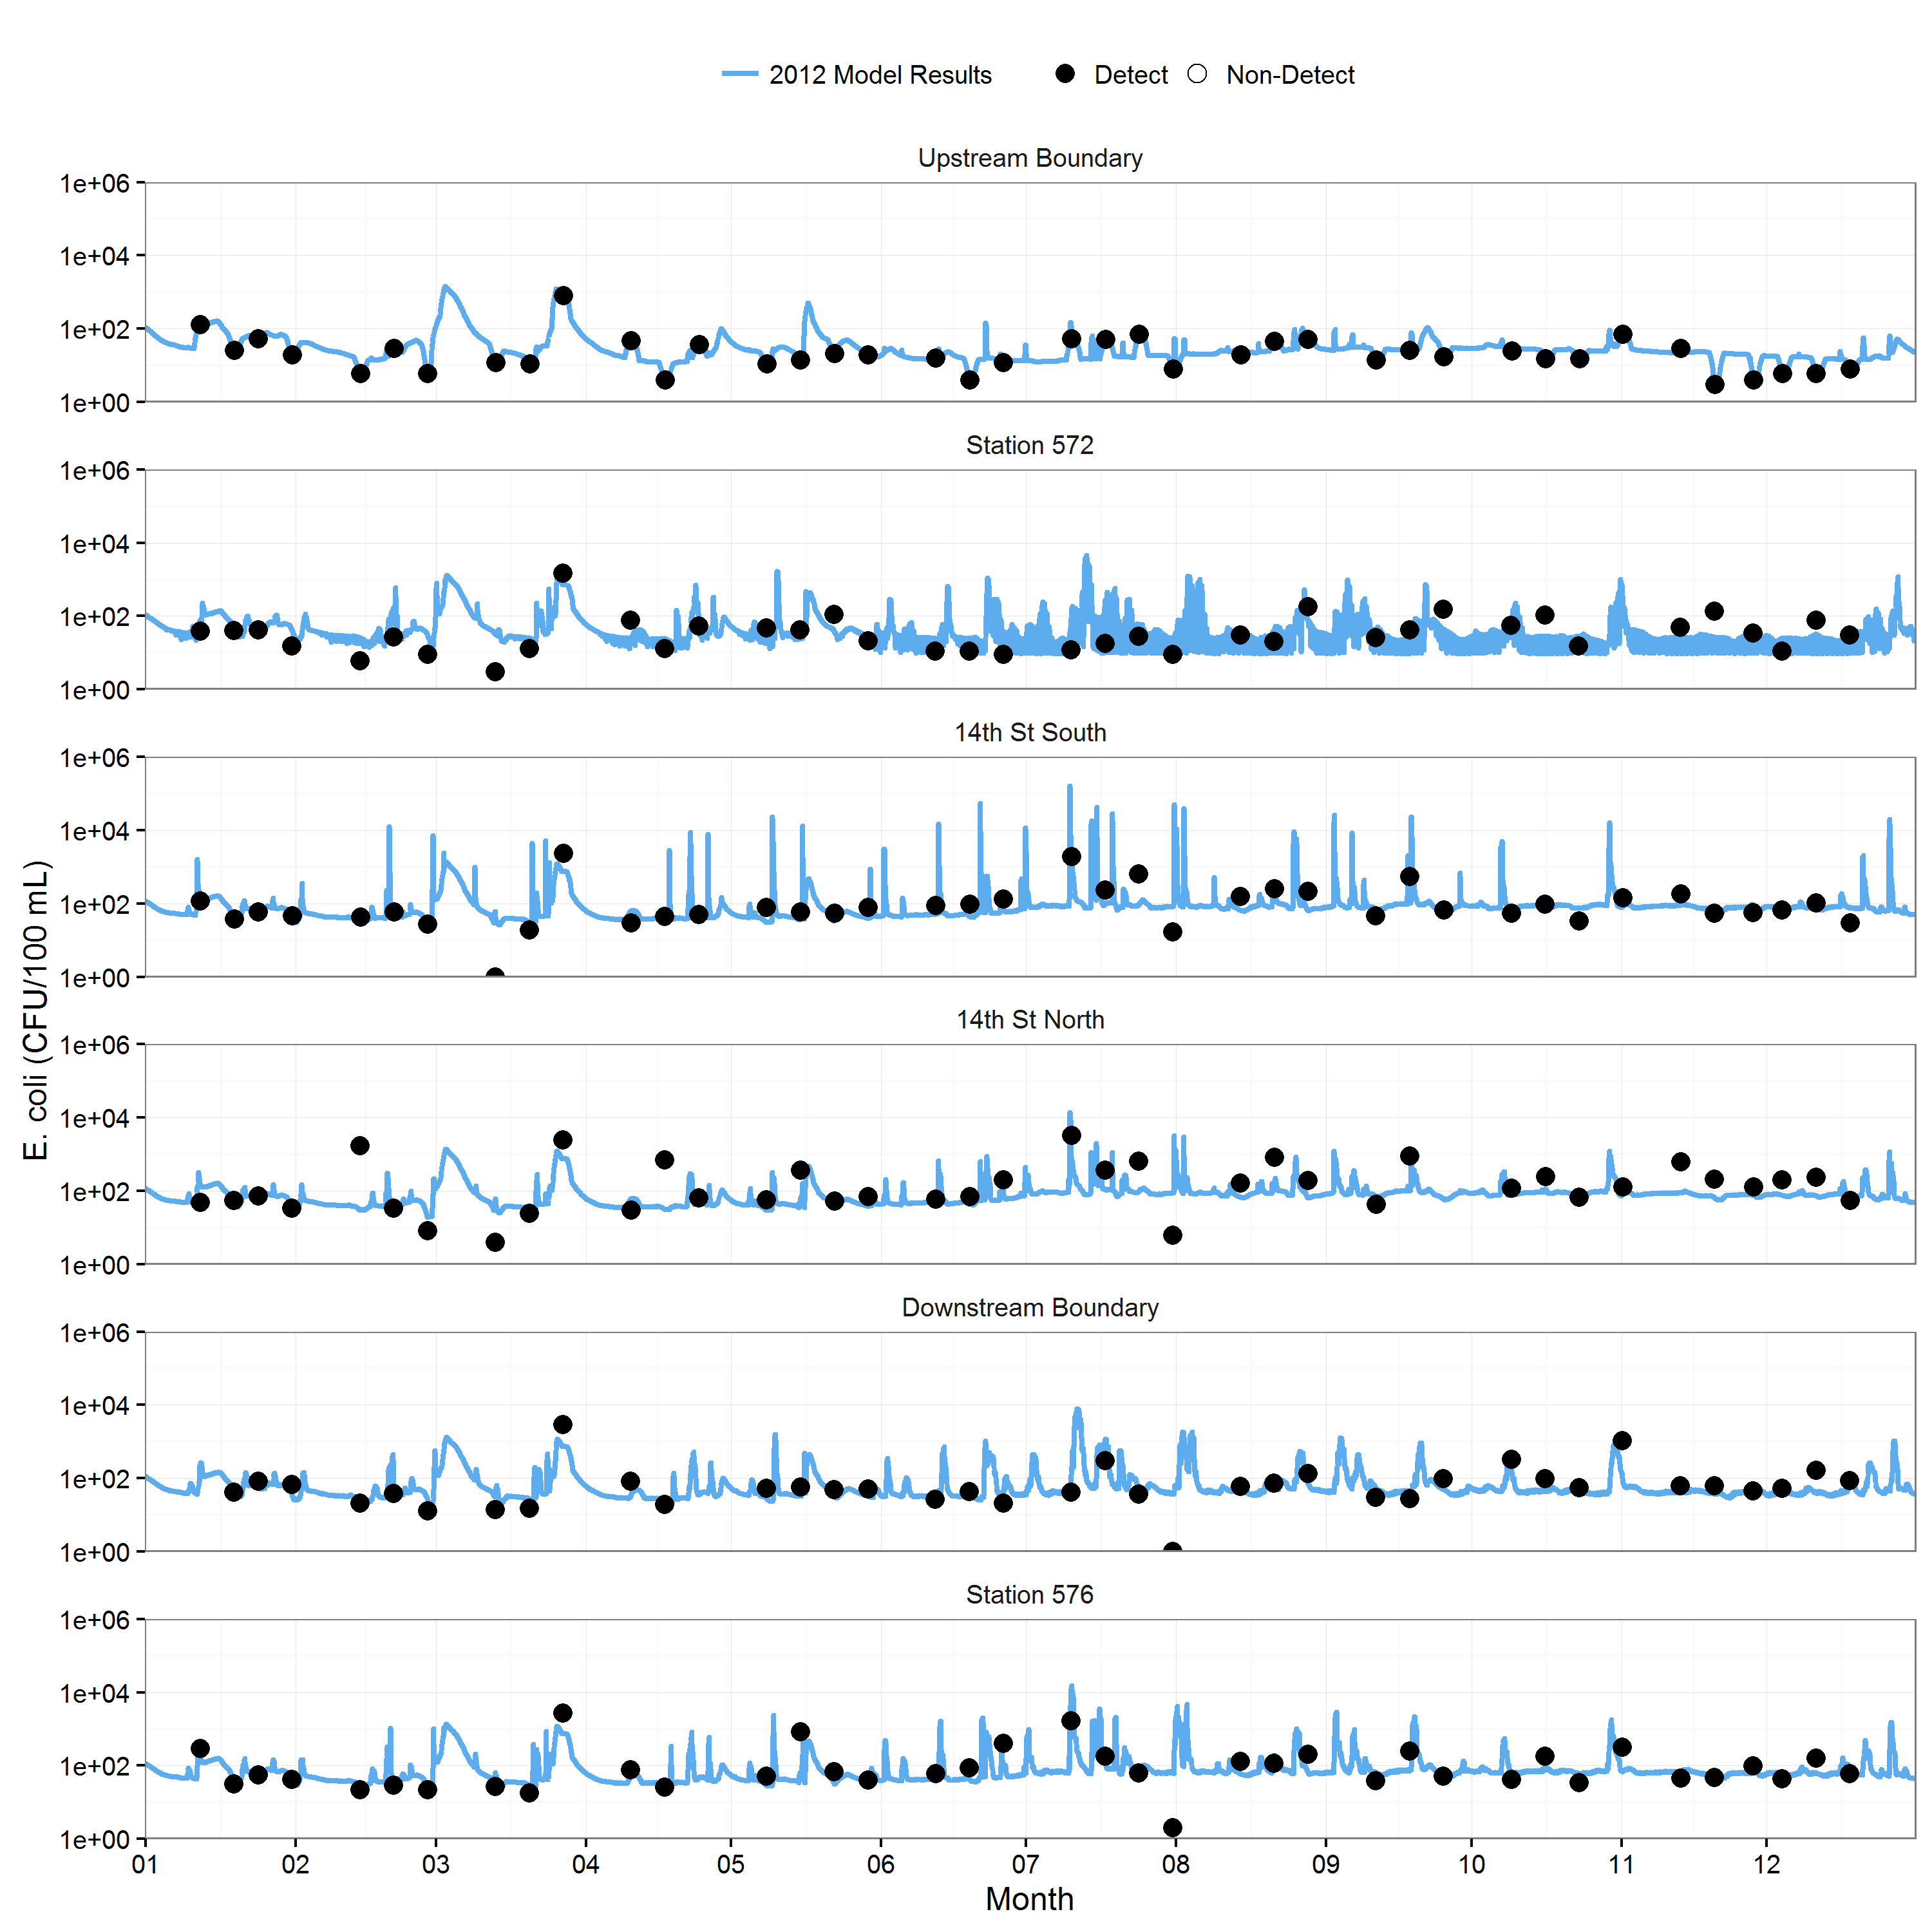 2012 Model Results Detect Non-Detect
Upstream Boundary
1e+06
1e+04
1e+02
1e+00
Station 572
1e+06
1e+04
1e+02
1e+00
14th St South
1e+06
1e+04
1e+02
1e+00
14th St North
1e+06
1e+04
1e+02
1e+00
Downstream Boundary
1e+06
1e+04
1e+02
1e+00
Station 576
1e+06
1e+04
1e+02
1e+00
E. coli (CFU/100 mL)
01 02 03 04 05 06 07 08 09 10 11 12
Month